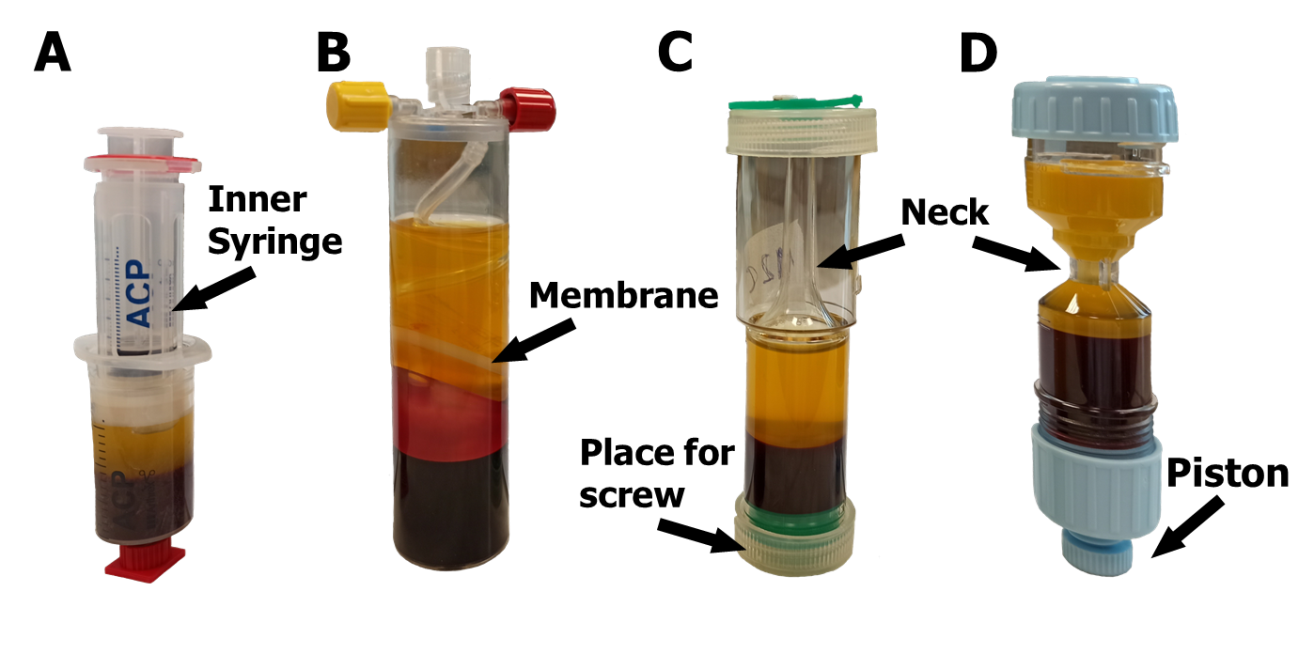 A
B
C
D
Inner
Syringe
ACP
ACP
Membrane
Neck
Place for
screw
Piston